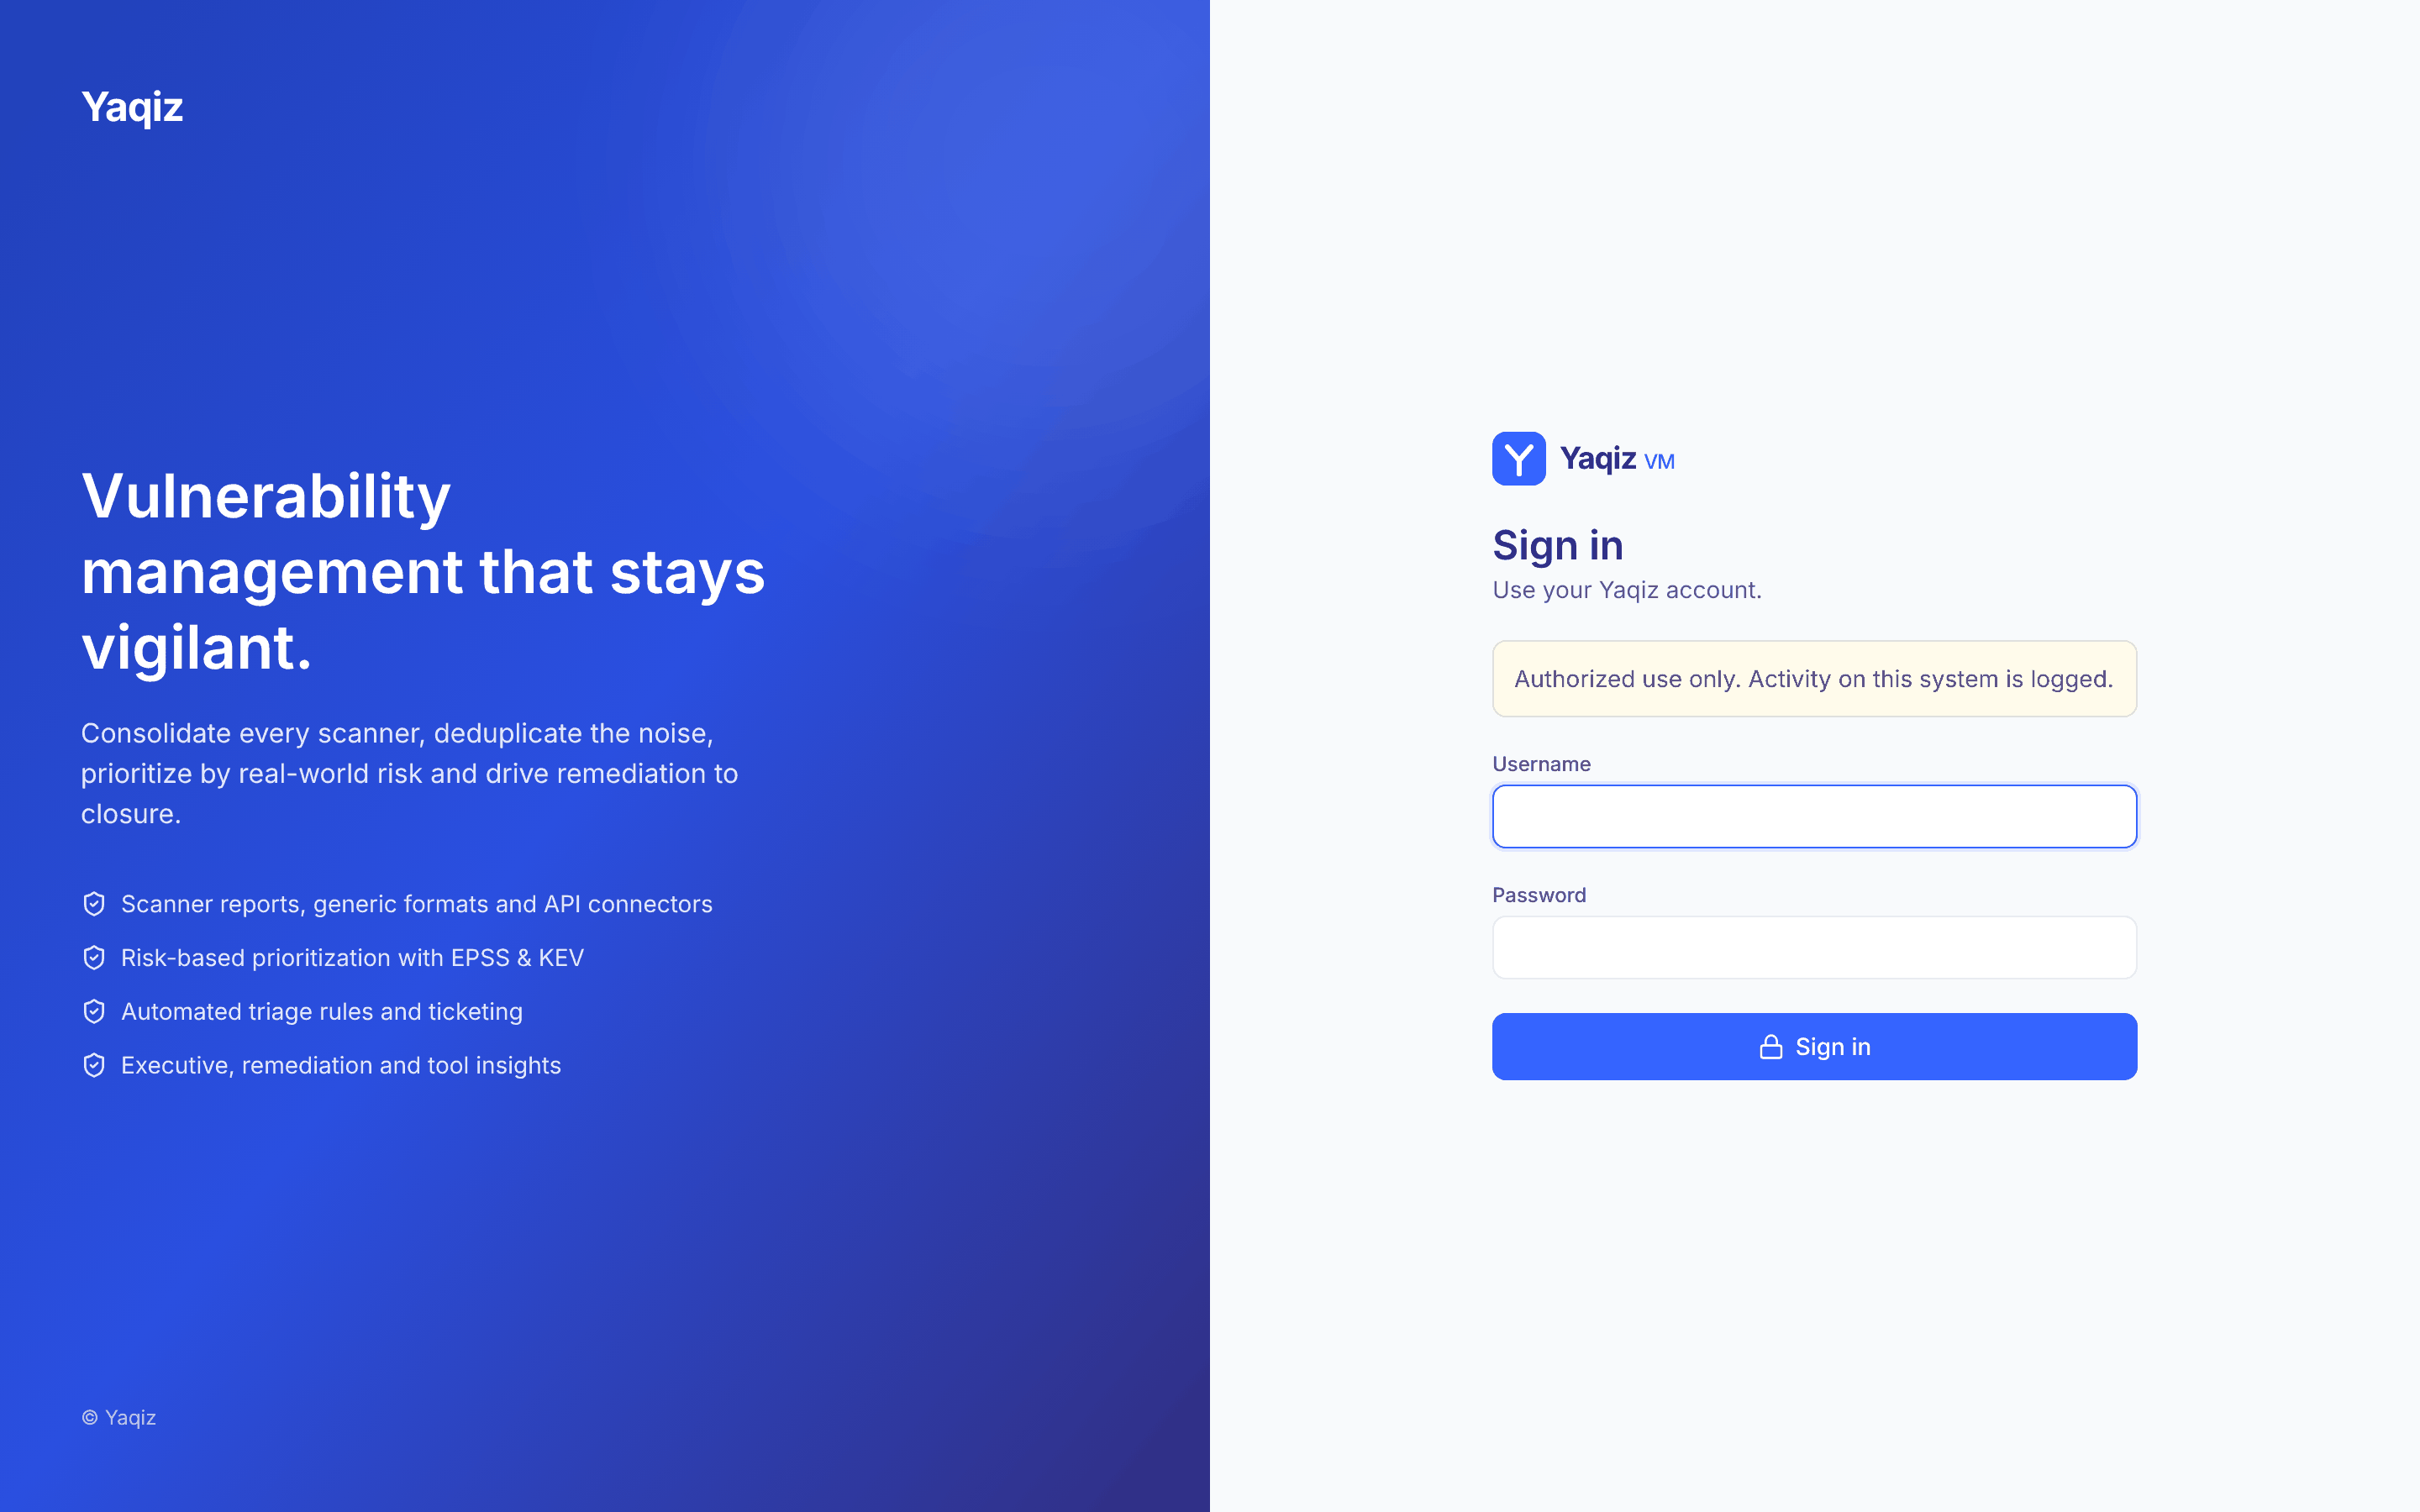 Yaqiz
Vulnerability
management that stays
vigilant.
Consolidate every scanner, deduplicate the noise,
prioritize by real-world risk and drive remediation to
closure.
Scanner reports, generic formats and API connectors
Risk-based prioritization with EPSS & KEV
Automated triage rules and ticketing
Executive, remediation and tool insights
© Yaqiz
Y Yaqiz VM
Sign in
Use your Yaqiz account.
Authorized use only. Activity on this system is logged.
Username
Password
Sign in